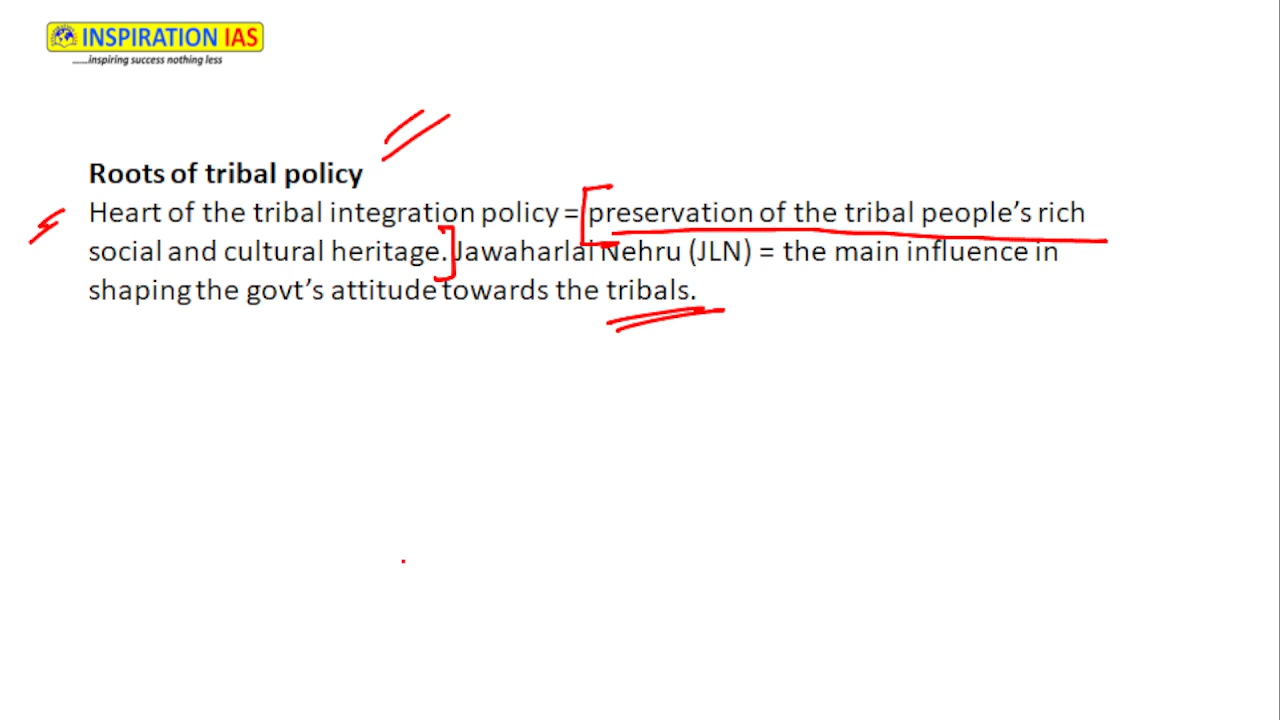 INSPIRATION IAS
......inspiring success nothing less
Roots of tribal policy
Heart of the tribal integration policy = preservation of the tribal people’s rich
social and cultural heritage. Jawaharlal Nehru (JLN) = the main influence in
shaping the govt’s attitude towards the tribals.